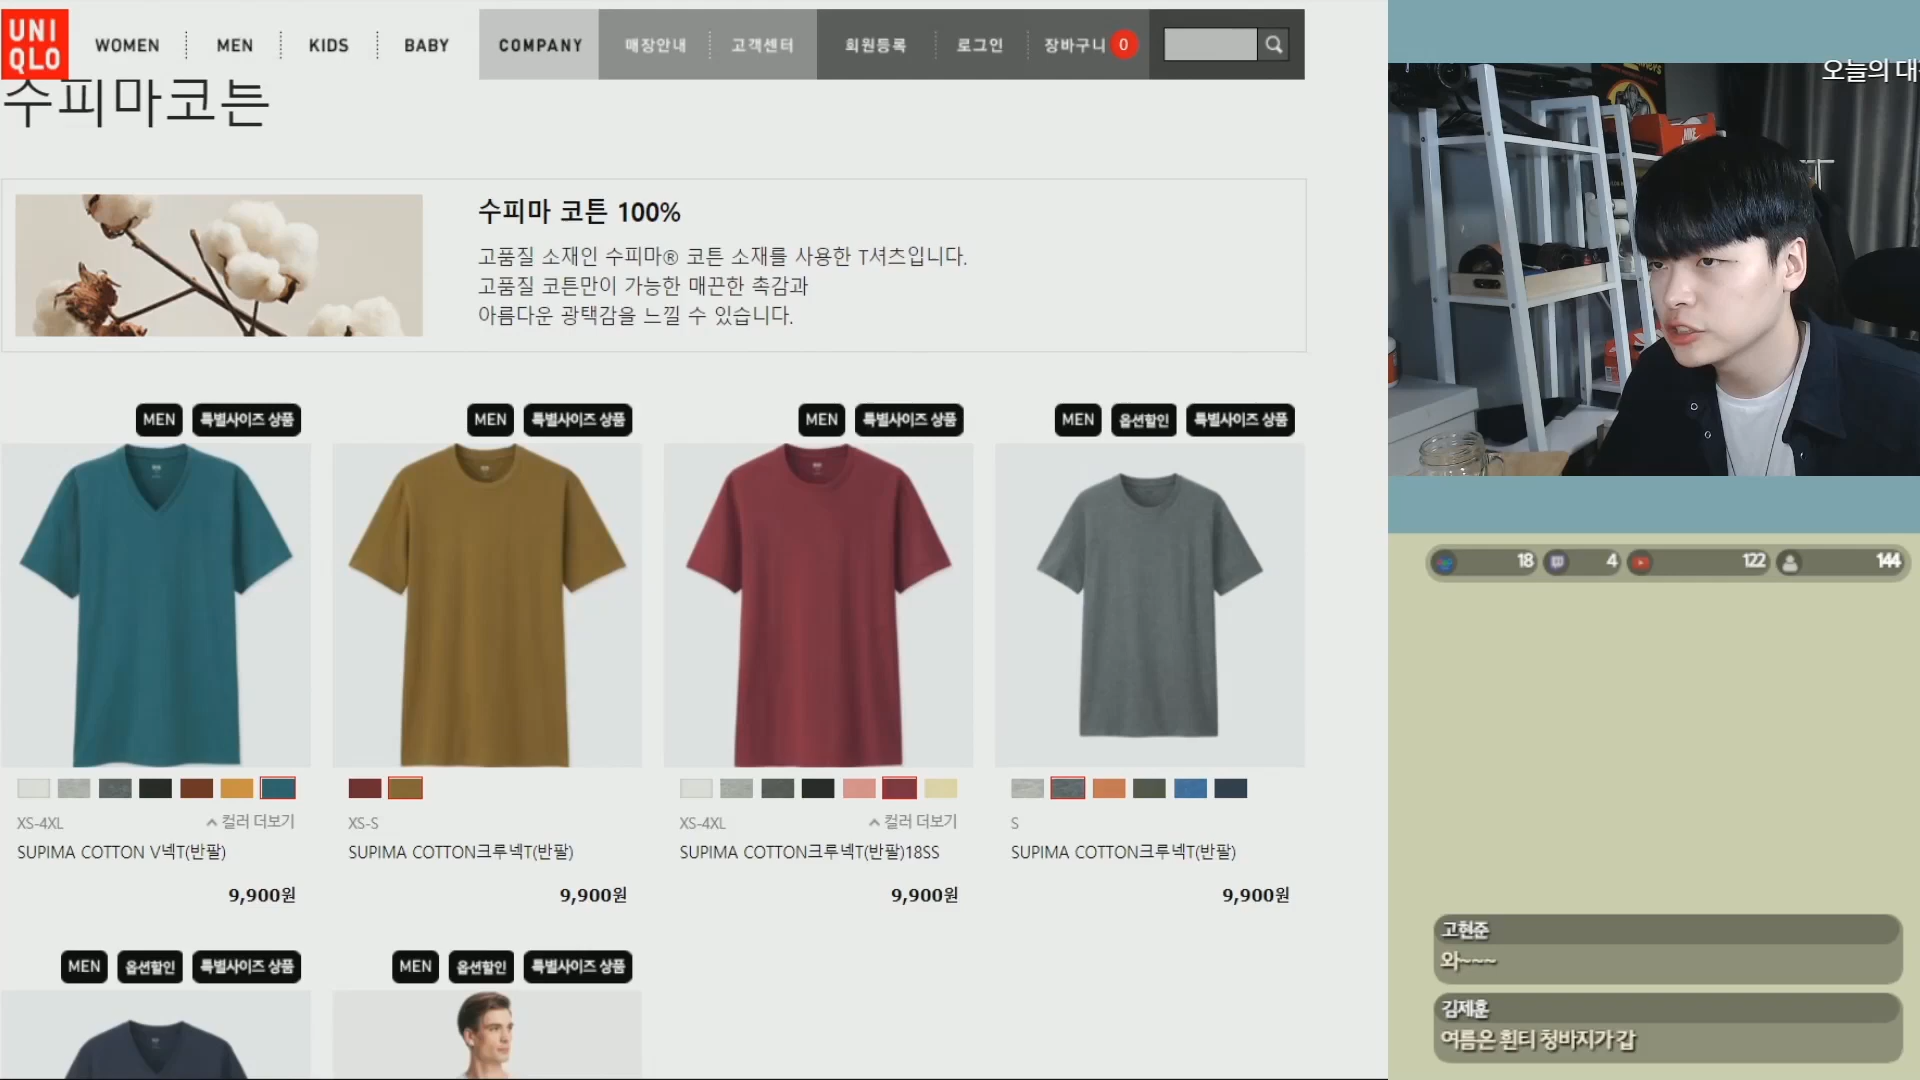 UNI
QLO
WOMEN
MEN
KIDS
BABY
COMPANY
매장안내
고객센터
회원등록
로그인
장바구니 0
수피마코튼
수피마 코튼 100%
고품질 소재인 수피마® 코튼 소재를 사용한 T셔츠입니다.
고품질 코튼만이 가능한 매끈한 촉감과
아름다운 광택감을 느낄 수 있습니다.
MEN 특별사이즈 상품
MEN 특별사이즈 상품
MEN 특별사이즈 상품
MEN 옵션할인 특별사이즈 상품
XS-4XL
컬러 더보기
SUPIMA COTTON V넥T(반팔)
9,900원
XS-S
SUPIMA COTTON크루넥T(반팔)
9,900원
XS-4XL
컬러 더보기
SUPIMA COTTON크루넥T(반팔)18SS
9,900원
S
SUPIMA COTTON크루넥T(반팔)
9,900원
MEN 옵션할인 특별사이즈 상품
MEN 옵션할인 특별사이즈 상품
오늘의 대
NIKE
18
4
122
144
고현준
와~~~
김제훈
여름은 흰티 청바지가 갑